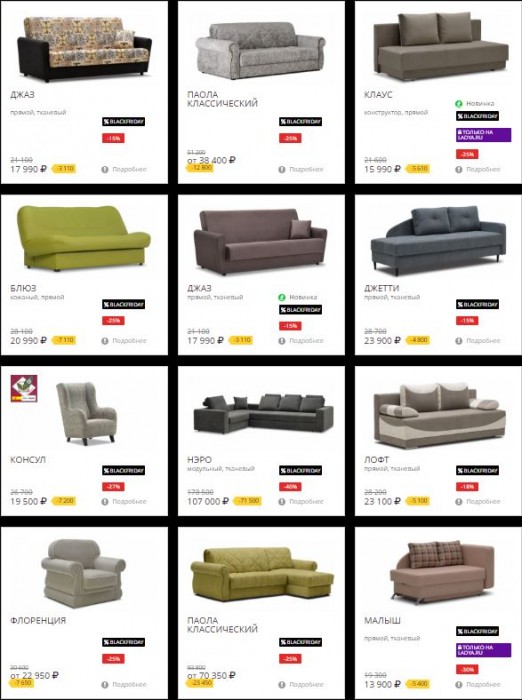 ДЖАЗ
прямой, тканевый
BLACKFRIDAY
-15%
21 100
17 990 ₽ -3 110 Подробнее
ПАОЛА
КЛАССИЧЕСКИЙ
BLACKFRIDAY
-25%
51 200
от 38 400 ₽
-12 800 Подробнее
КЛАУС
Новинка
конструктор, прямой
BLACKFRIDAY
ТОЛЬКО НА
LADYA.RU
-25%
21 600
15 990 ₽ -5 610 Подробнее
БЛЮЗ
кожаный, прямой
BLACKFRIDAY
-25%
28 100
20 990 ₽ -7 110 Подробнее
ДЖАЗ
прямой, тканевый
Новинка
BLACKFRIDAY
-15%
21 100
17 990 ₽ -3 110 Подробнее
ДЖЕТТИ
прямой, тканевый
BLACKFRIDAY
-15%
28 700
23 900 ₽ -4 800 Подробнее
КОНСУЛ
BLACKFRIDAY
-27%
26 700
19 500 ₽ -7 200 Подробнее
НЭРО
модульный, тканевый
BLACKFRIDAY
-40%
178 500
107 000 ₽ -71 500 Подробнее
ЛОФТ
прямой, тканевый
BLACKFRIDAY
-18%
28 200
23 100 ₽ -5 100 Подробнее
ФЛОРЕНЦИЯ
BLACKFRIDAY
-25%
30 600
от 22 950 ₽
-7 650 Подробнее
ПАОЛА
КЛАССИЧЕСКИЙ
BLACKFRIDAY
-25%
93 800
от 70 350 ₽
-23 450 Подробнее
МАЛЫШ
прямой, тканевый
BLACKFRIDAY
ТОЛЬКО НА
LADYA.RU
-30%
19 300
13 900 ₽ -5 400 Подробнее